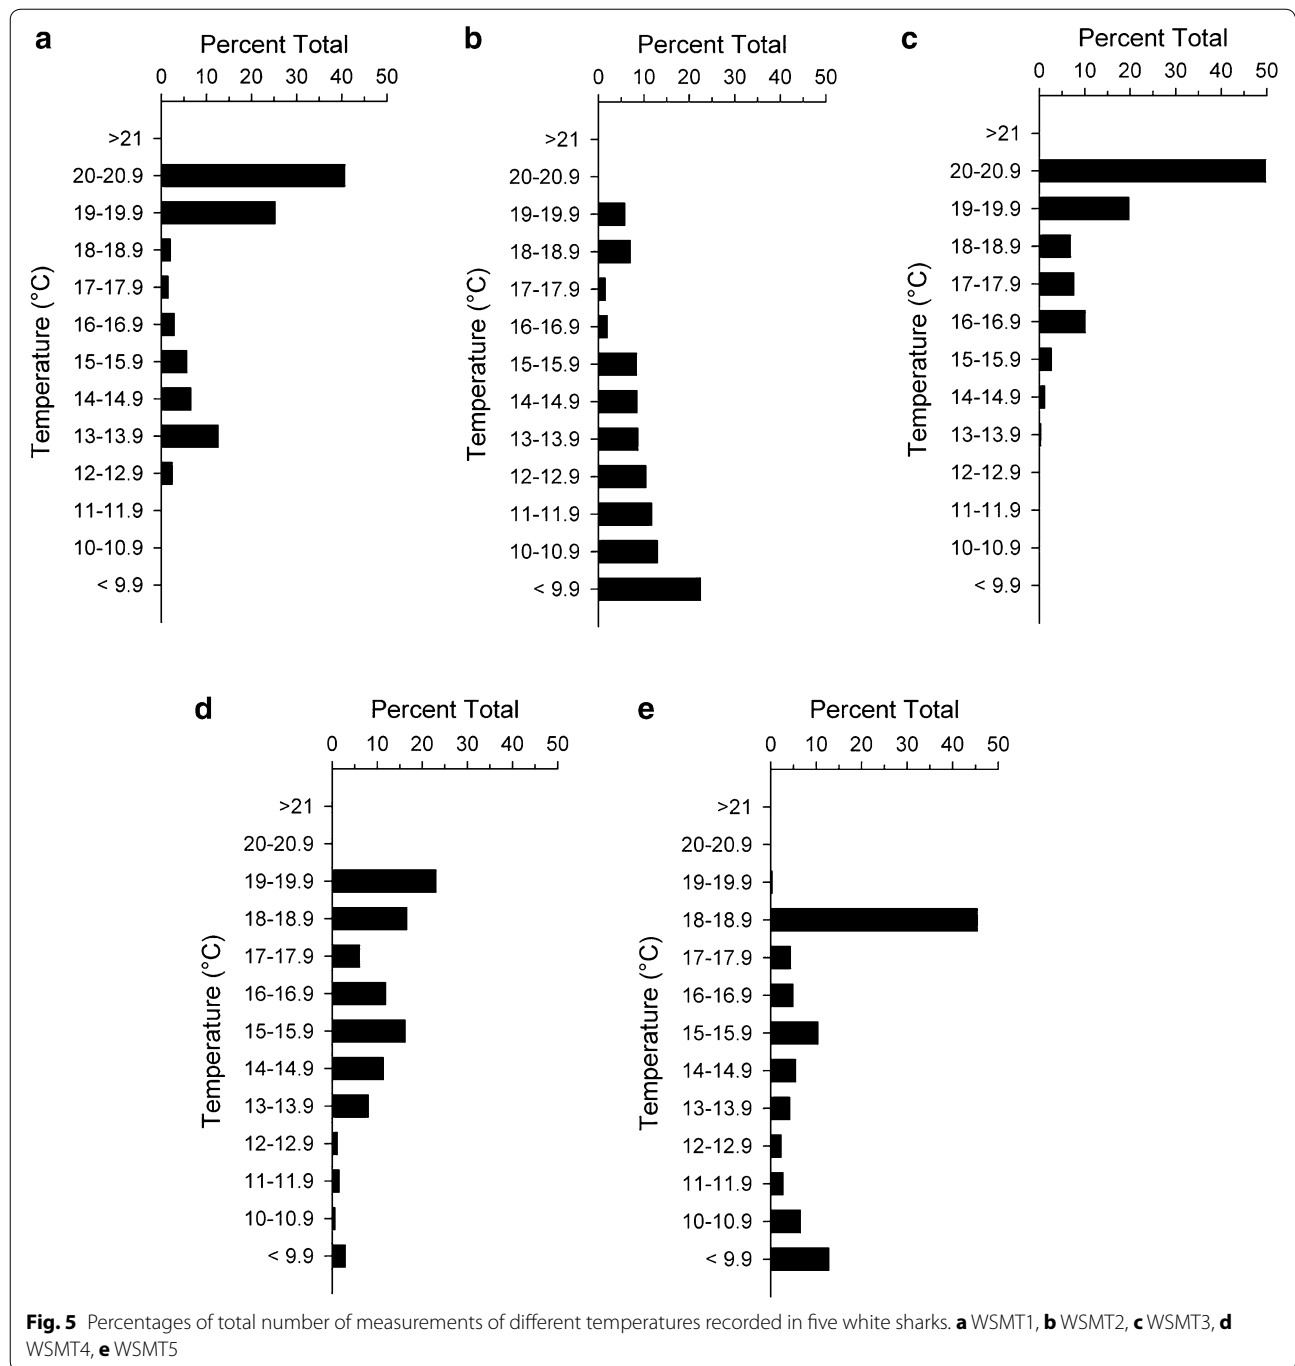 a
Percent Total
0 10 20 30 40 50
Temperature (°C)
>21
20-20.9
19-19.9
18-18.9
17-17.9
16-16.9
15-15.9
14-14.9
13-13.9
12-12.9
11-11.9
10-10.9
< 9.9
b
Percent Total
0 10 20 30 40 50
Temperature (°C)
>21
20-20.9
19-19.9
18-18.9
17-17.9
16-16.9
15-15.9
14-14.9
13-13.9
12-12.9
11-11.9
10-10.9
< 9.9
c
Percent Total
0 10 20 30 40 50
Temperature (°C)
>21
20-20.9
19-19.9
18-18.9
17-17.9
16-16.9
15-15.9
14-14.9
13-13.9
12-12.9
11-11.9
10-10.9
< 9.9
d
Percent Total
0 10 20 30 40 50
Temperature (°C)
>21
20-20.9
19-19.9
18-18.9
17-17.9
16-16.9
15-15.9
14-14.9
13-13.9
12-12.9
11-11.9
10-10.9
< 9.9
e
Percent Total
0 10 20 30 40 50
Temperature (°C)
>21
20-20.9
19-19.9
18-18.9
17-17.9
16-16.9
15-15.9
14-14.9
13-13.9
12-12.9
11-11.9
10-10.9
< 9.9
Fig. 5 Percentages of total number of measurements of different temperatures recorded in five white sharks. a WSMT1, b WSMT2, c WSMT3, d
WSMT4, e WSMT5